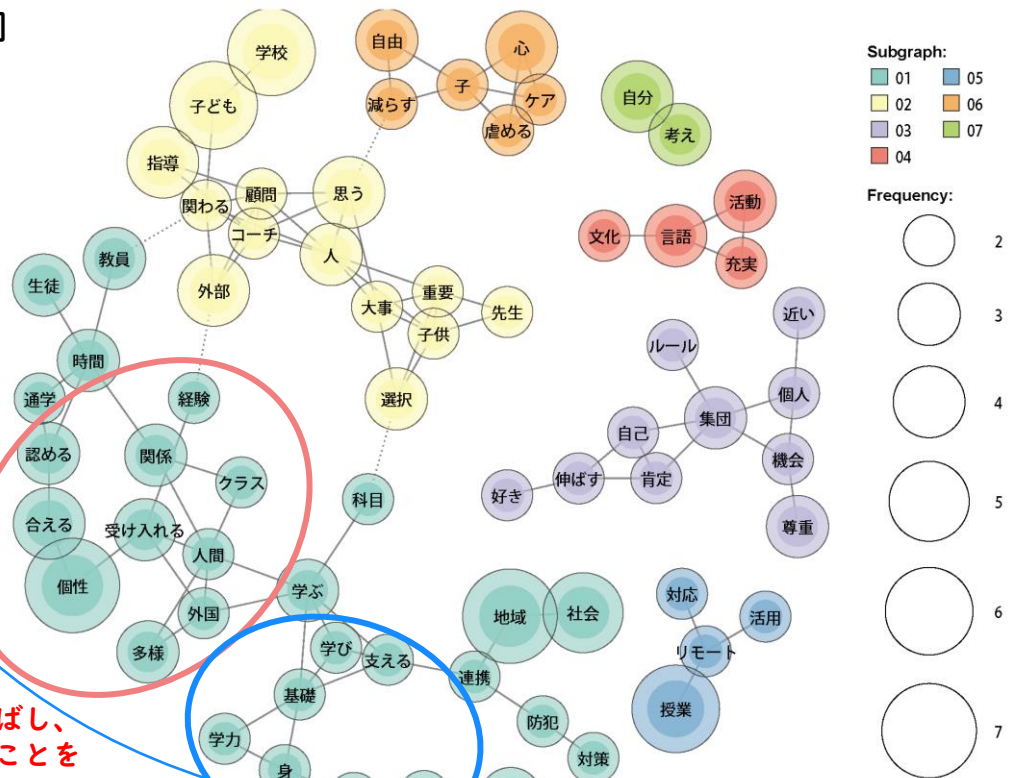 ]
学校
子ども
指導
関わる
顧問
コーチ
思う
人
外部
大事
重要
子供
先生
選択
自由
減らす
子
心
ケア
虐める
自分
考え
文化
言語
活動
充実
Subgraph:
01
02
03
04
05
06
07
Frequency:
2
3
4
5
6
7
教員
生徒
時間
通学
認める
合える
個性
経験
関係
クラス
受け入れる
人間
外国
多様
科目
学ぶ
学び
支える
基礎
学力
身
連携
地域
社会
防犯
対策
近い
ルール
個人
集団
自己
機会
伸ばす
肯定
好き
尊重
対応
活用
リモート
授業
ばし、
ことを